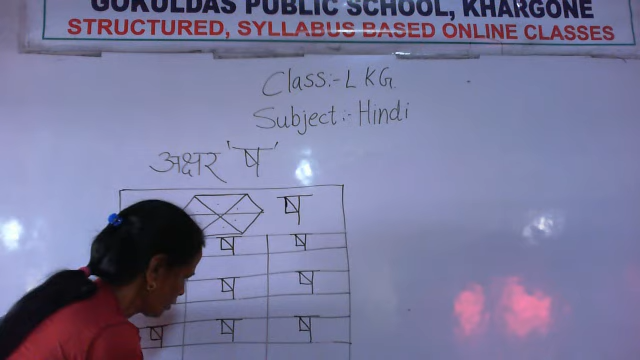 GOKULDAS PUBLIC SCHOOL, KHARGONE
STRUCTURED, SYLLABUS BASED ONLINE CLASSES
Class:- LKG.
Subject:- Hindi
अक्षर 'ष'
ष
ष ष
ष ष
ष ष ष